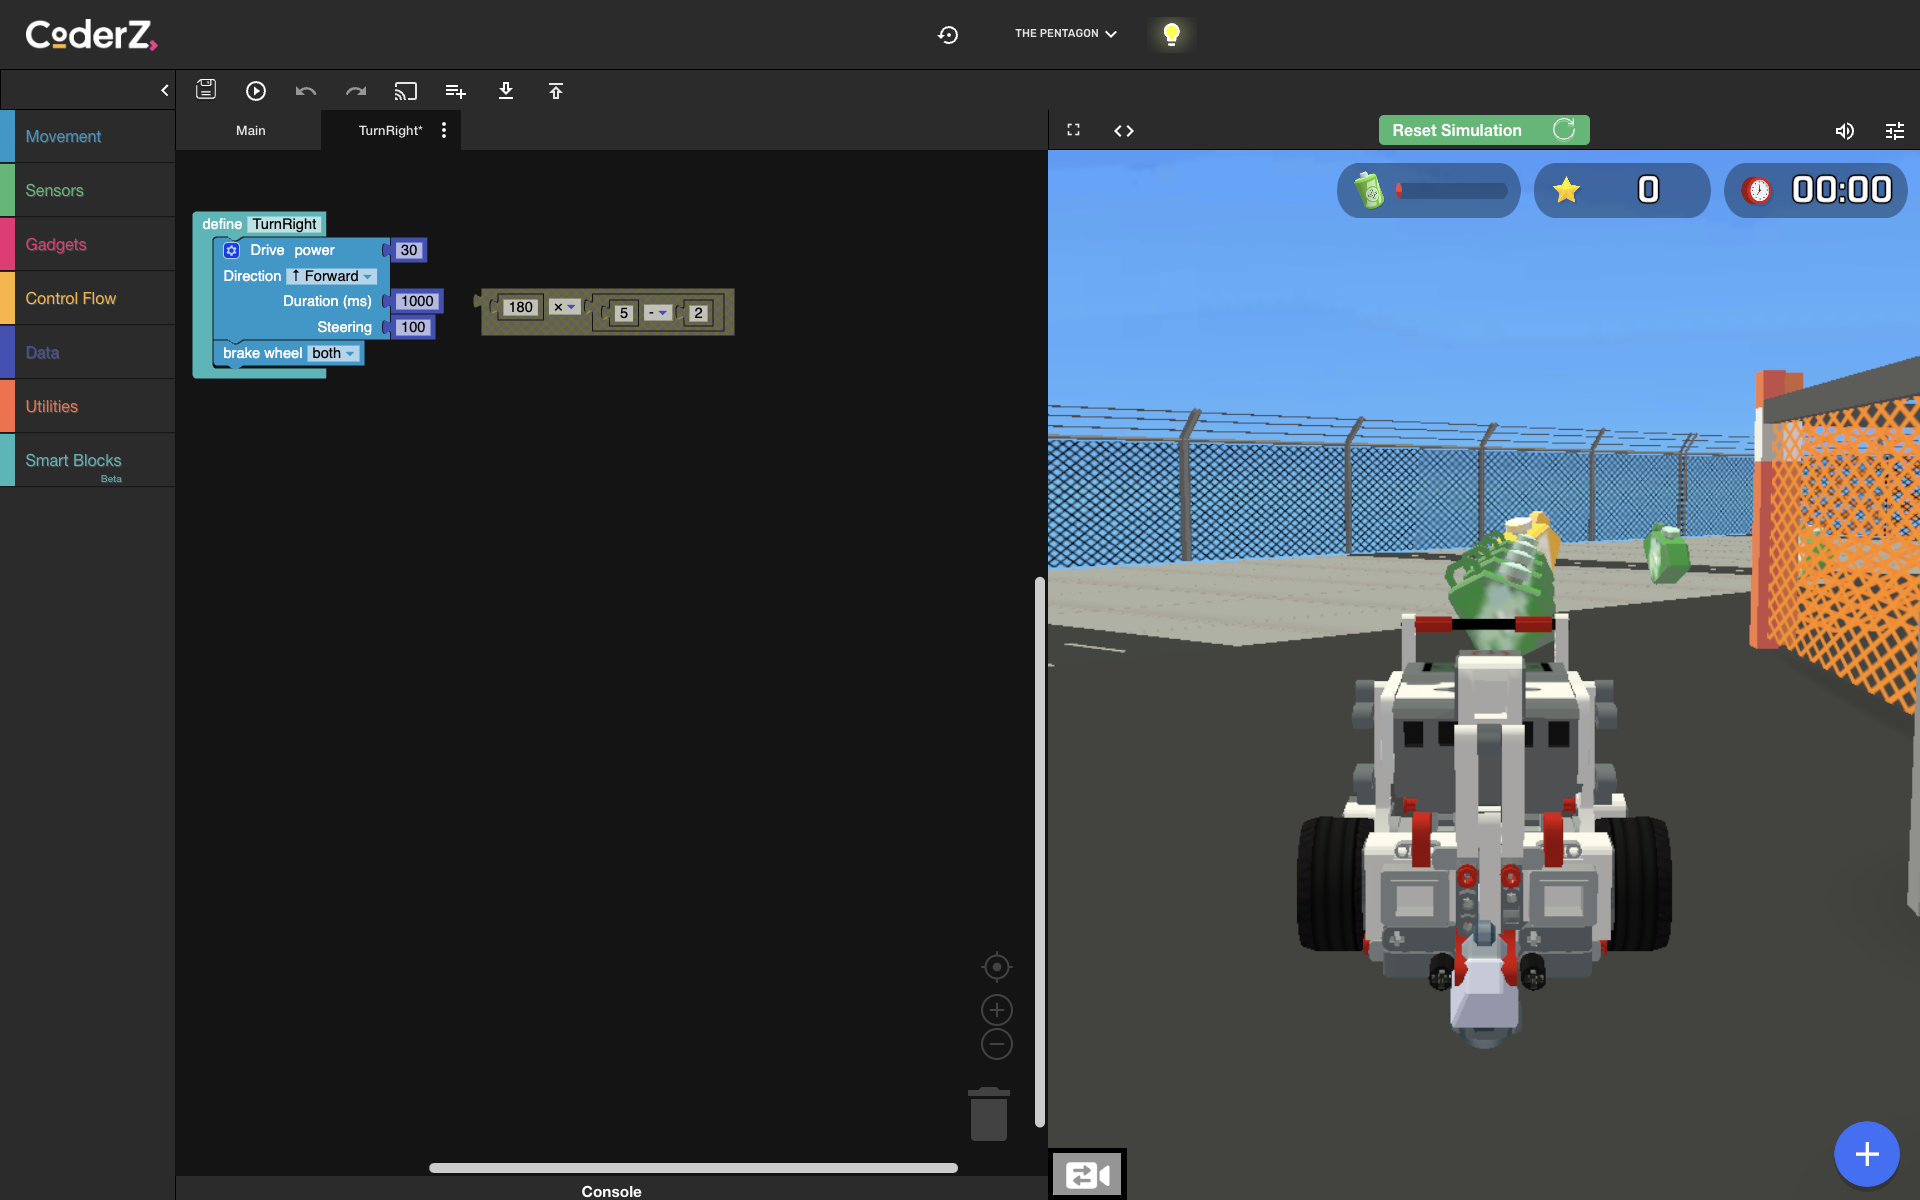 CoderZ
THE PENTAGON
Main
TurnRight*
Reset Simulation
Movement
Sensors
Gadgets
Control Flow
Data
Utilities
Smart Blocks
Beta
0
00:00
define TurnRight
Drive power 30
Direction ↑ Forward
Duration (ms) 1000
Steering 100
brake wheel both
180 × 5 - 2
Console